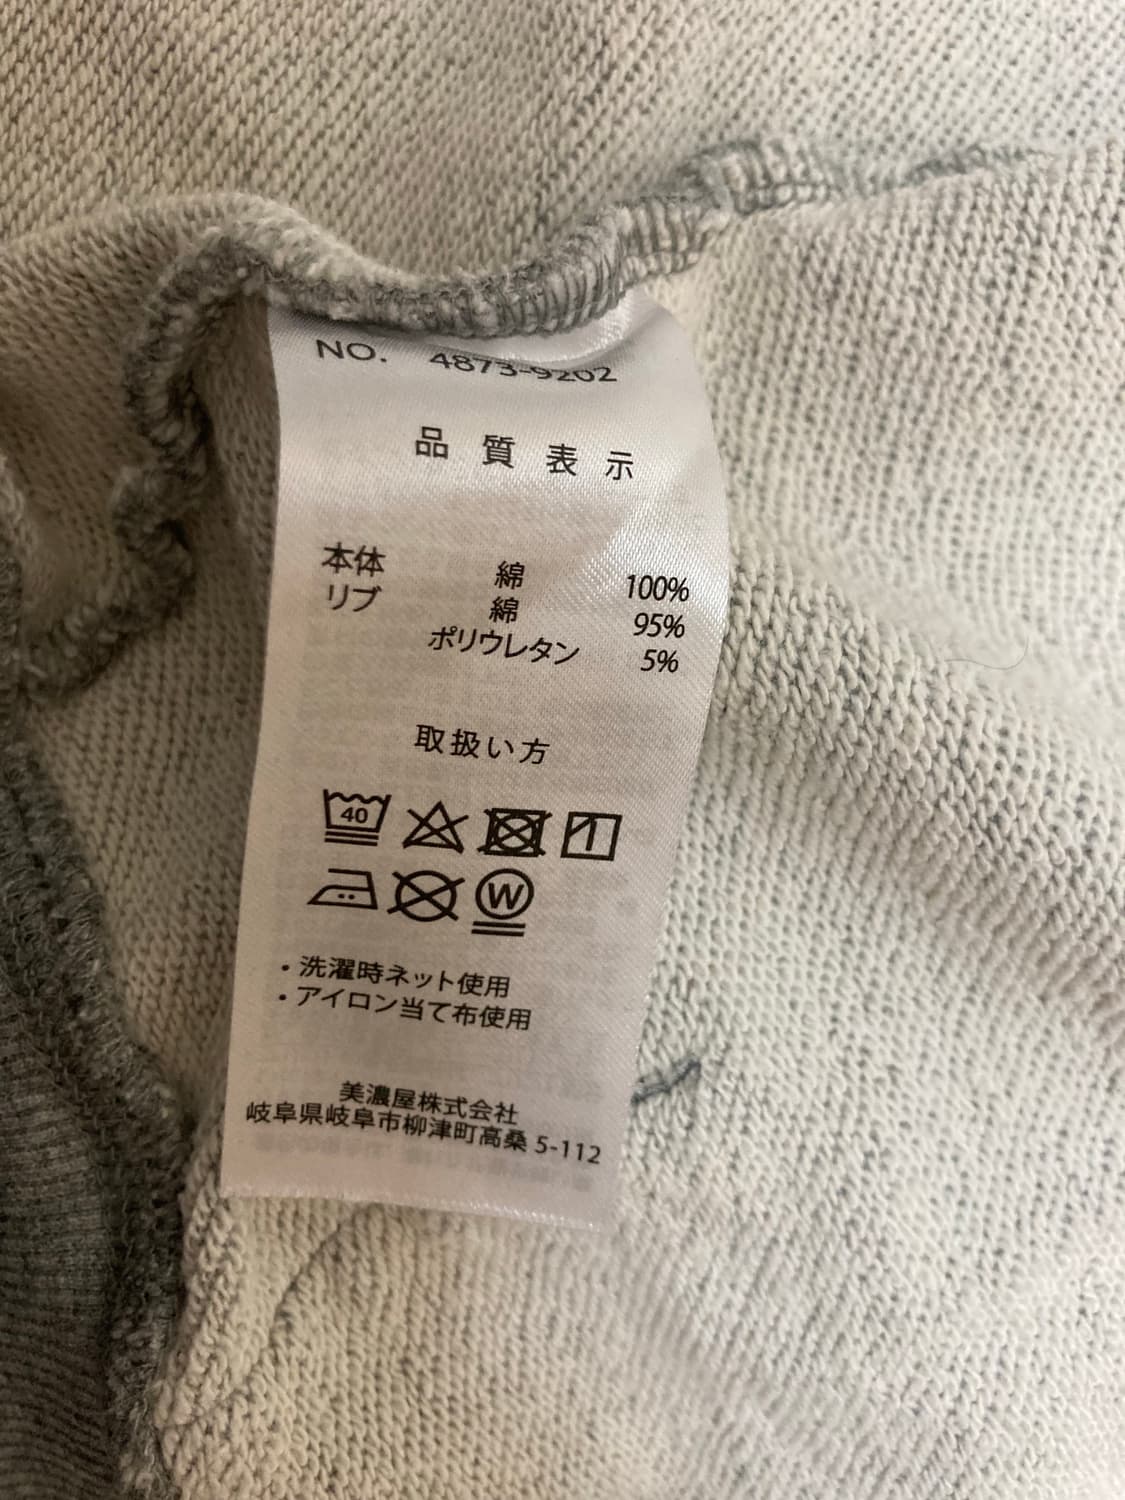 NO. 4873-9202
品質表示
本体 綿 100%
リブ 綿 95%
ポリウレタン 5%
取扱い方
40
W
・洗濯時ネット使用
・アイロン当て布使用
美濃屋株式会社
岐阜県岐阜市柳津町高桑 5-112